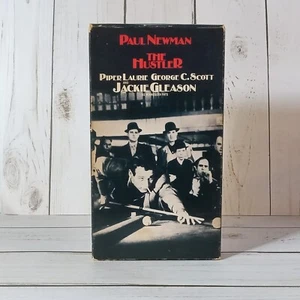 PAUL NEWMAN
THE
HUSTLER
PIPER LAURIE GEORGE C. SCOTT
JACKIE GLEASON